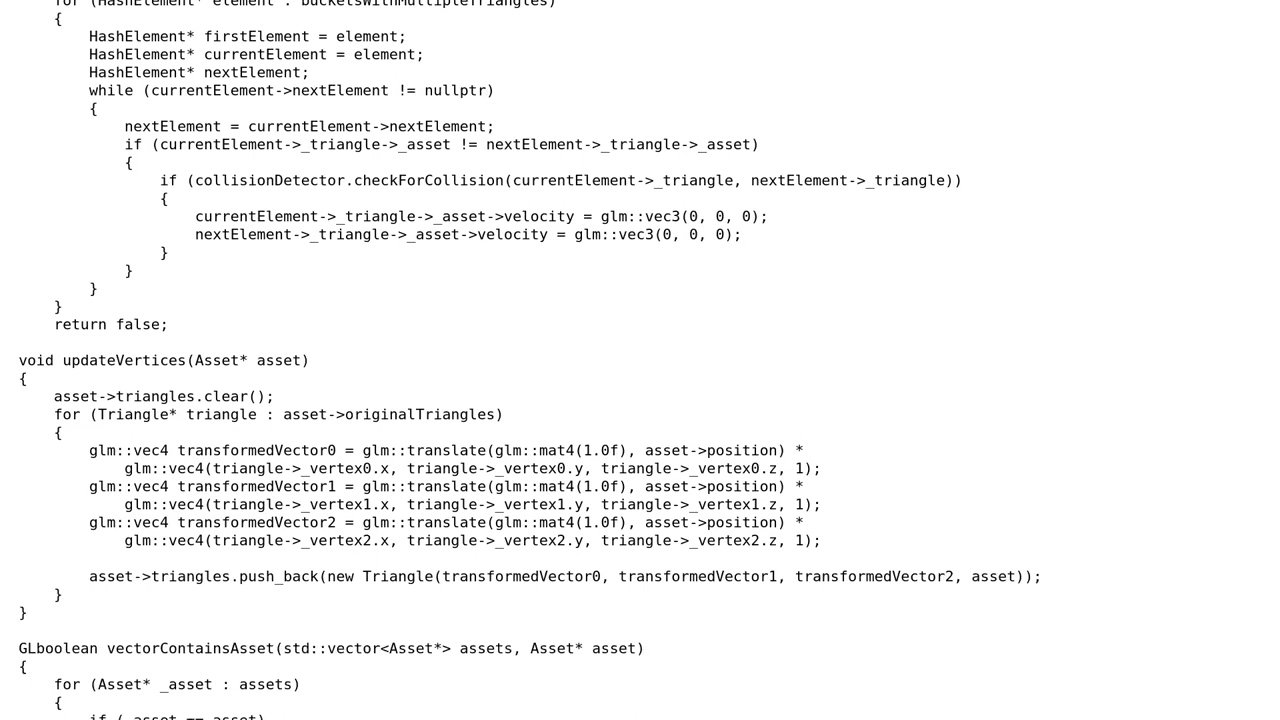 for (HashElement* element : bucketsWithMultipleTriangles)
{
HashElement* firstElement = element;
HashElement* currentElement = element;
HashElement* nextElement;
while (currentElement->nextElement != nullptr)
{
nextElement = currentElement->nextElement;
if (currentElement->_triangle->_asset != nextElement->_triangle->_asset)
{
if (collisionDetector.checkForCollision(currentElement->_triangle, nextElement->_triangle))
{
currentElement->_triangle->_asset->velocity = glm::vec3(0, 0, 0);
nextElement->_triangle->_asset->velocity = glm::vec3(0, 0, 0);
}
}
}
}
return false;
void updateVertices(Asset* asset)
{
asset->triangles.clear();
for (Triangle* triangle : asset->originalTriangles)
{
glm::vec4 transformedVector0 = glm::translate(glm::mat4(1.0f), asset->position) *
glm::vec4(triangle->_vertex0.x, triangle->_vertex0.y, triangle->_vertex0.z, 1);
glm::vec4 transformedVector1 = glm::translate(glm::mat4(1.0f), asset->position) *
glm::vec4(triangle->_vertex1.x, triangle->_vertex1.y, triangle->_vertex1.z, 1);
glm::vec4 transformedVector2 = glm::translate(glm::mat4(1.0f), asset->position) *
glm::vec4(triangle->_vertex2.x, triangle->_vertex2.y, triangle->_vertex2.z, 1);
asset->triangles.push_back(new Triangle(transformedVector0, transformedVector1, transformedVector2, asset));
}
}
GLboolean vectorContainsAsset(std::vector<Asset*> assets, Asset* asset)
{
for (Asset* _asset : assets)
{
if (_asset == asset)